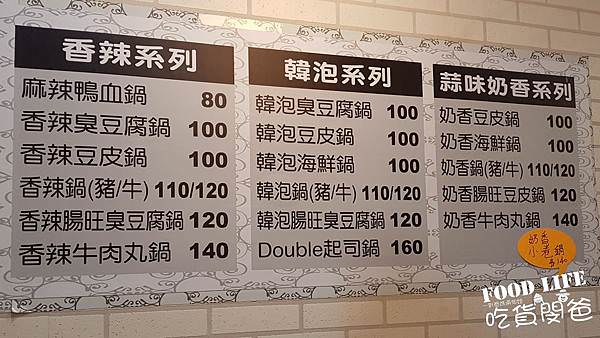 香辣系列
麻辣鴨血鍋 80
香辣臭豆腐鍋 100
香辣豆皮鍋 100
香辣鍋(豬/牛) 110/120
香辣腸旺臭豆腐鍋 120
香辣牛肉丸鍋 140
韓泡系列
韓泡臭豆腐鍋 100
韓泡豆皮鍋 100
韓泡海鮮鍋 100
韓泡鍋(豬/牛) 110/120
韓泡腸旺臭豆腐鍋 120
Double起司鍋 160
蒜味奶香系列
奶香豆皮鍋 100
奶香海鮮鍋 100
奶香鍋(豬/牛) 110/120
奶香腸旺豆皮鍋 120
奶香牛肉丸鍋 140
奶香
小卷鍋
$140
FOOD LIFE
吃貨閔爸